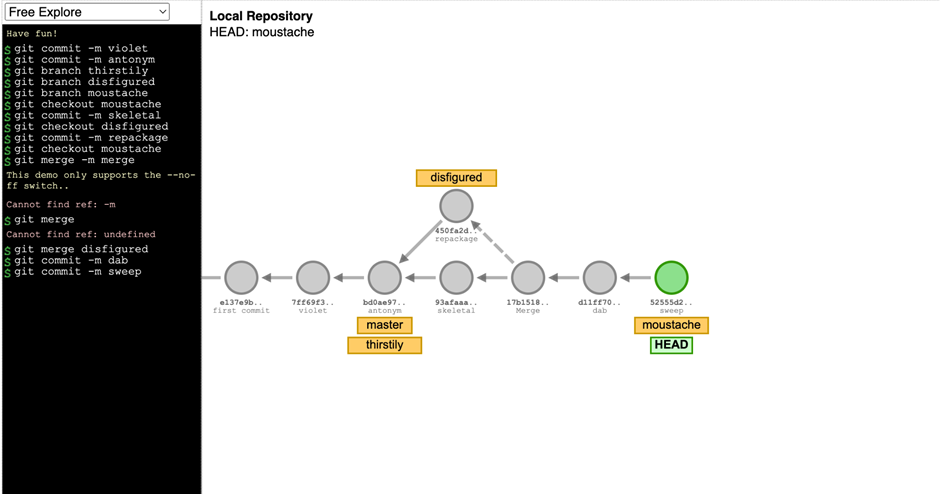 Free Explore
Have fun!
$ git commit -m violet
$ git commit -m antonym
$ git branch thirstily
$ git branch disfigured
$ git branch moustache
$ git checkout moustache
$ git commit -m skeletal
$ git checkout disfigured
$ git commit -m repackage
$ git checkout moustache
$ git merge -m merge
This demo only supports the --no-
ff switch..
Cannot find ref: -m
$ git merge
Cannot find ref: undefined
$ git merge disfigured
$ git commit -m dab
$ git commit -m sweep
Local Repository
HEAD: moustache
disfigured
450fa2d..
repackage
e137e9b..
first commit
7ff69f3..
violet
bd0ae97..
antonym
93afaaa..
skeletal
17b1518..
Merge
d11ff70..
dab
52555d2..
sweep
master
thirstily
moustache
HEAD